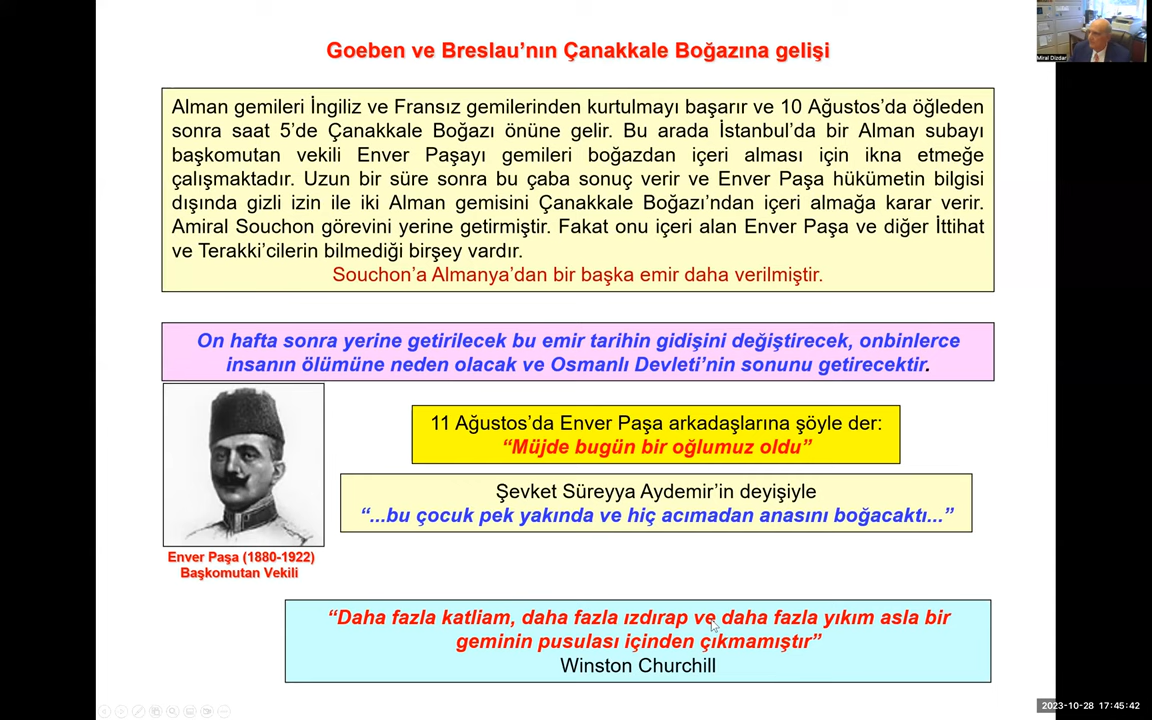 Goeben ve Breslau’nın Çanakkale Boğazına gelişi
Miral Dizdar
Alman gemileri İngiliz ve Fransız gemilerinden kurtulmayı başarır ve 10 Ağustos’da öğleden
sonra saat 5’de Çanakkale Boğazı önüne gelir. Bu arada İstanbul’da bir Alman subayı
başkomutan vekili Enver Paşayı gemileri boğazdan içeri alması için ikna etmeğe
çalışmaktadır. Uzun bir süre sonra bu çaba sonuç verir ve Enver Paşa hükümetin bilgisi
dışında gizli izin ile iki Alman gemisini Çanakkale Boğazı’ndan içeri almağa karar verir.
Amiral Souchon görevini yerine getirmiştir. Fakat onu içeri alan Enver Paşa ve diğer İttihat
ve Terakki’cilerin bilmediği birşey vardır.
Souchon’a Almanya’dan bir başka emir daha verilmiştir.
On hafta sonra yerine getirilecek bu emir tarihin gidişini değiştirecek, onbinlerce
insanın ölümüne neden olacak ve Osmanlı Devleti’nin sonunu getirecektir.
11 Ağustos’da Enver Paşa arkadaşlarına şöyle der:
“Müjde bugün bir oğlumuz oldu”
Şevket Süreyya Aydemir’in deyişiyle
“...bu çocuk pek yakında ve hiç acımadan anasını boğacaktı...”
Enver Paşa (1880-1922)
Başkomutan Vekili
“Daha fazla katliam, daha fazla ızdırap ve daha fazla yıkım asla bir
geminin pusulası içinden çıkmamıştır”
Winston Churchill
2023-10-28 17:45:42